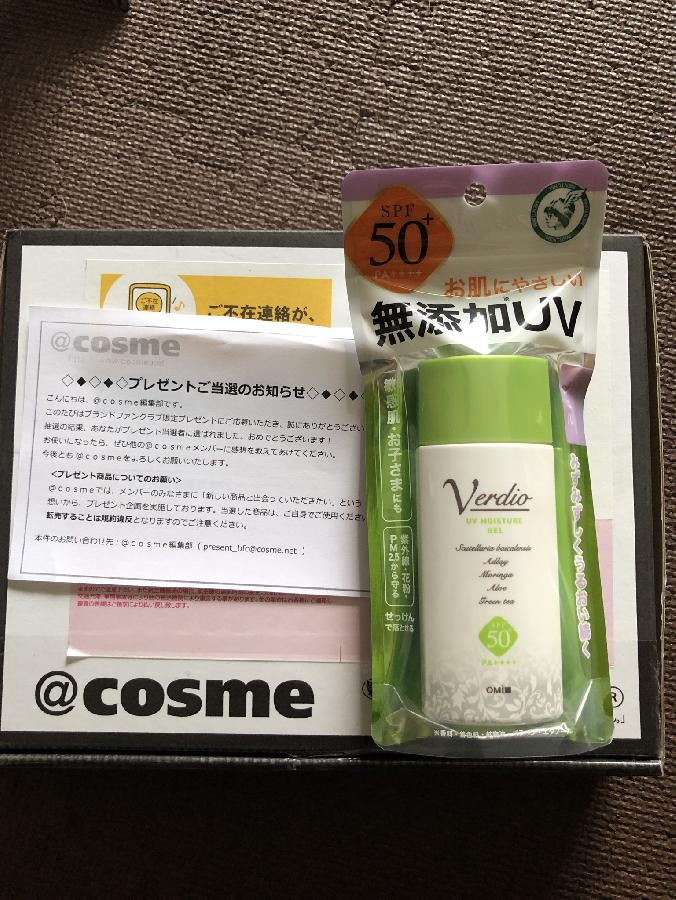 ご不在
連絡
ご不在連絡が、
@cosme
◇◆◇◆◇プレゼントご当選のお知らせ◇◆◇◆
こんにちは、@cosme編集部です。
このたびはブランドファンクラブ限定プレゼントにご応募いただき、誠にありがとうござい
抽選の結果、あなたがプレゼント当選者に選ばれました。おめでとうございます！
お使いになったら、ぜひ他の@cosmeメンバーに感想を教えてあげてください。
今後とも@cosmeをよろしくお願いいたします。
<プレゼント商品についてのお願い>
@cosmeでは、メンバーのみなさまに「新しい商品と出会っていただきたい」という
想いから、プレゼント企画を実施しております。当選した商品は、ご自身でご使用くださ
転売することは規約違反となりますのでご注意ください。
本件のお問い合わせ先：@cosme編集部（ present_bfc@cosme.net ）
@cosme
SPF
50+
PA++++
お肌にやさしい
無添加UV
敏感肌・お子さまにも
紫外線・花粉
PM2.5から守る
せっけん
で落とせる
みずみずしくうるおい続く
Verdio
UV MOISTURE
GEL
Scutellaria baicalensis
Adlay
Moringa
Aloe
Green tea
SPF
50+
PA++++
OMI